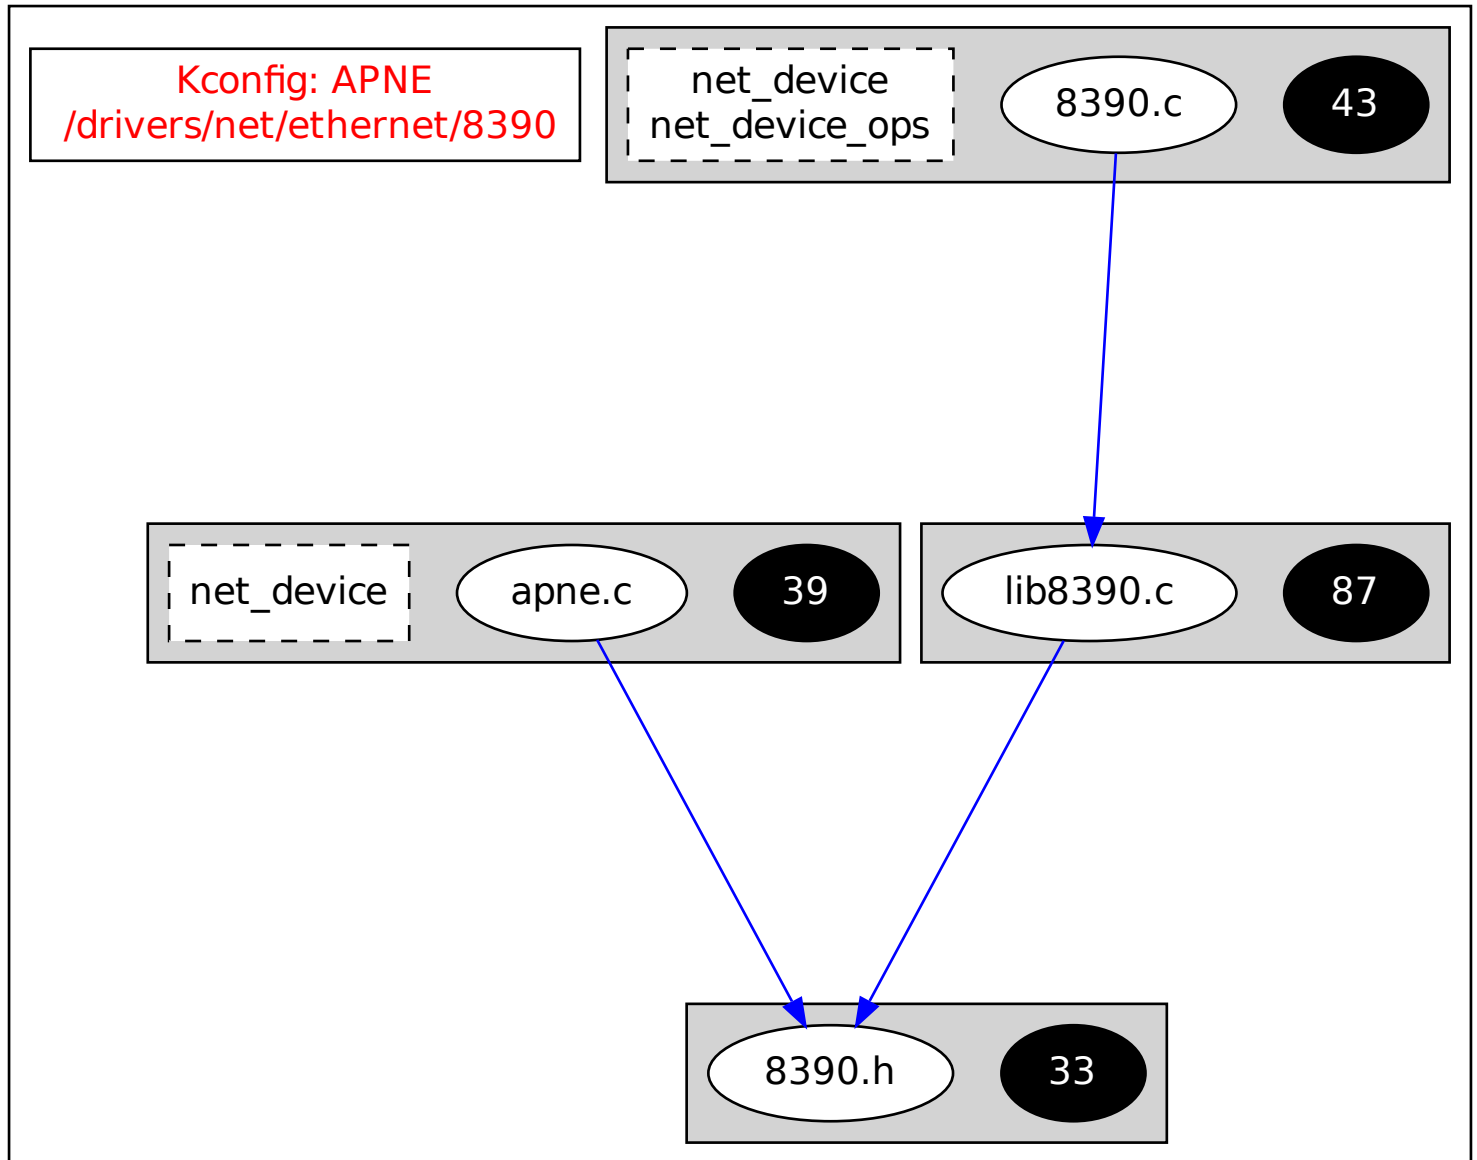 Kconfig: APNE
/drivers/net/ethernet/8390
net_device
net_device_ops
8390.c
43
net_device
apne.c
39
lib8390.c
87
8390.h
33